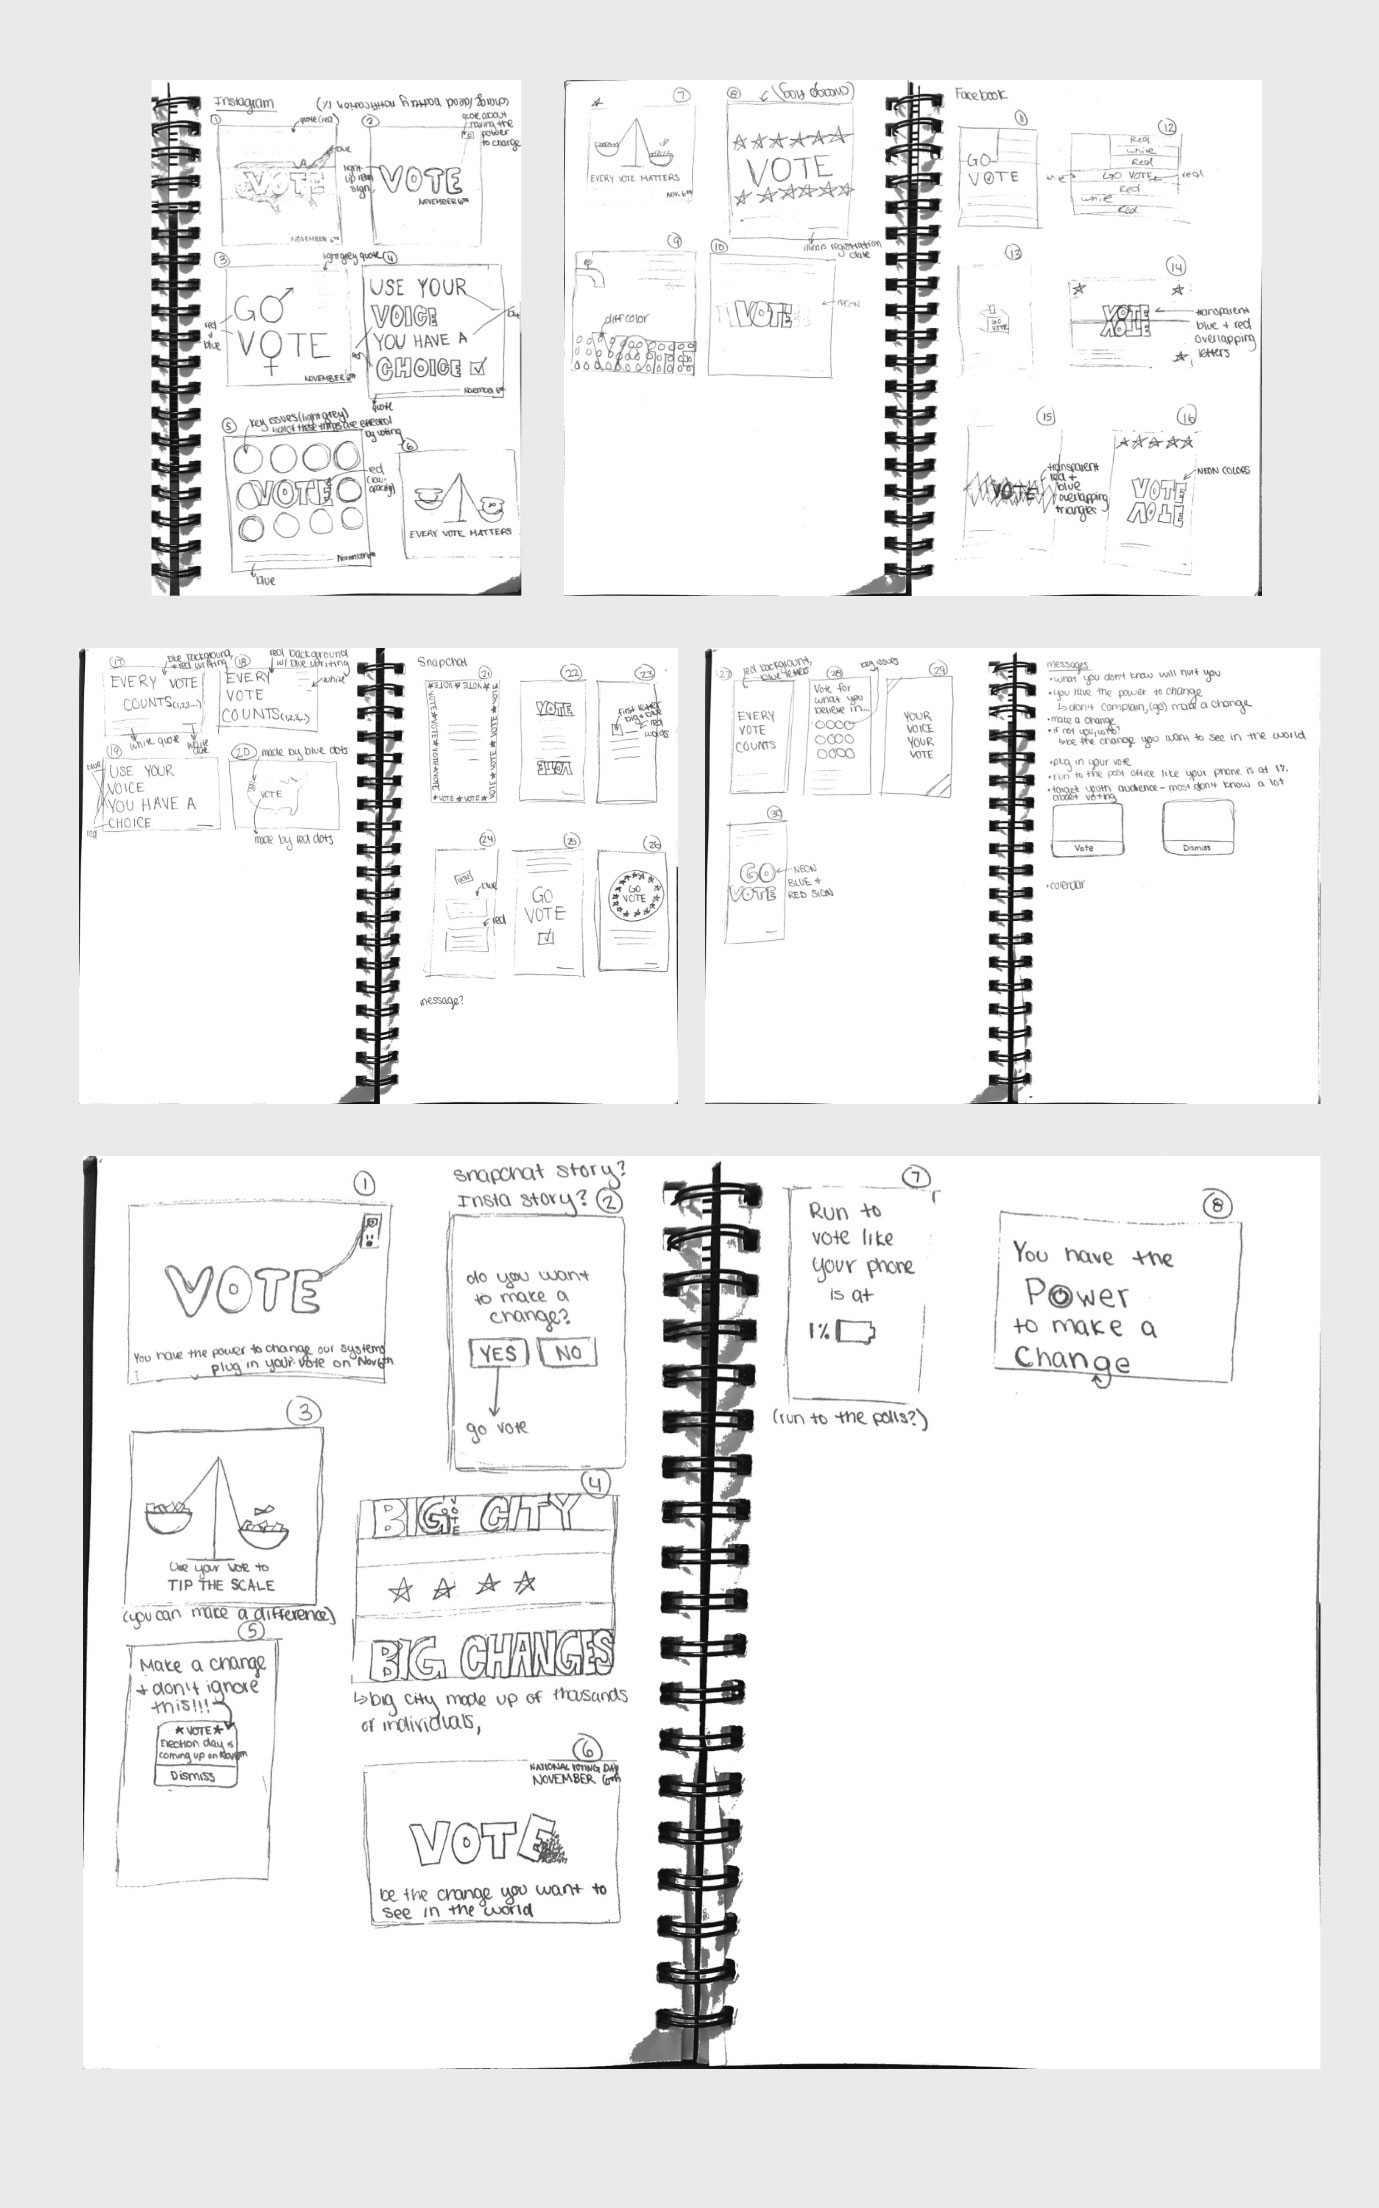 Instagram
①
quote (red)
blue
VOTE
NOVEMBER 6TH
②
quote about
having the
power
to change
light
up neon
sign
VOTE
NOVEMBER 6TH
③
light grey quote
GO
VOTE
red
+
blue
NOVEMBER 6TH
④
USE YOUR
VOICE
YOU HAVE A
CHOICE
blue
red
November 6th
quote
⑤
key issues (light grey)
by voting
VOTE
red
(low
opacity)
November 6th
blue
⑥
EVERY VOTE MATTERS
⑦
EVERY VOTE MATTERS
NOV. 6TH
⑧
(chicago flag)
VOTE
illinois registration
date
⑨
diff color
⑩
VOTE
NEON
Facebook
11
GO
VOTE
12
Red
white
Red
GO VOTE
red
Red
white
Red
13
GO
VOTE
14
VOTE
VOTE
transparent
blue + red
overlapping
letters
15
VOTE
transparent
red +
blue
overlapping
triangles
16
VOTE
VOTE
NEON COLORS
17
blue background
+ red writing
EVERY VOTE
COUNTS (1,2,3...)
white quote
white
date
18
red background
w/ blue writing
EVERY
VOTE
COUNTS (1,2,3...)
white
19
blue
USE YOUR
VOICE
YOU HAVE A
CHOICE
red
20
made by blue dots
VOTE
made by red dots
Snapchat
21
VOTE ★ VOTE ★
22
VOTE
VOTE
23
first letter
big + blue
red
words
24
VOTE
blue
red
25
GO
VOTE
26
GO
VOTE
message?
27
red background,
blue letters
EVERY
VOTE
COUNTS
28
key issues
Vote for
what you
believe in...
29
YOUR
VOICE
YOUR
VOTE
30
GO
VOTE
NEON
BLUE +
RED SIGN
messages
• what you don't know will hurt you
• you have the power to change
↳ don't complain, (go) make a change
• make a change
• if not you, who?
↳ be the change you want to see in the world
• plug in your vote
• run to the post office like your phone is at 1%
• target youth audience - most don't know a lot
about voting
Vote
Dismiss
• calendar
①
VOTE
You have the power to change our systems
plug in your vote on Nov 6th
snapchat story?
Insta story? ②
do you want
to make a
change?
YES
NO
go vote
③
Use your vote to
TIP THE SCALE
(you can make a difference)
④
BIG CITY
VOTE
BIG CHANGES
↳ big city made up of thousands
of individuals,
⑤
Make a change
+ don't ignore
this!!!
★ VOTE ★
Election day is
coming up on Nov 6th
Dismiss
⑥
NATIONAL VOTING DAY
NOVEMBER 6th
VOTE
be the change you want to
see in the world
⑦
Run to
vote like
your phone
is at
1%
(run to the polls?)
⑧
You have the
Power
to make a
change